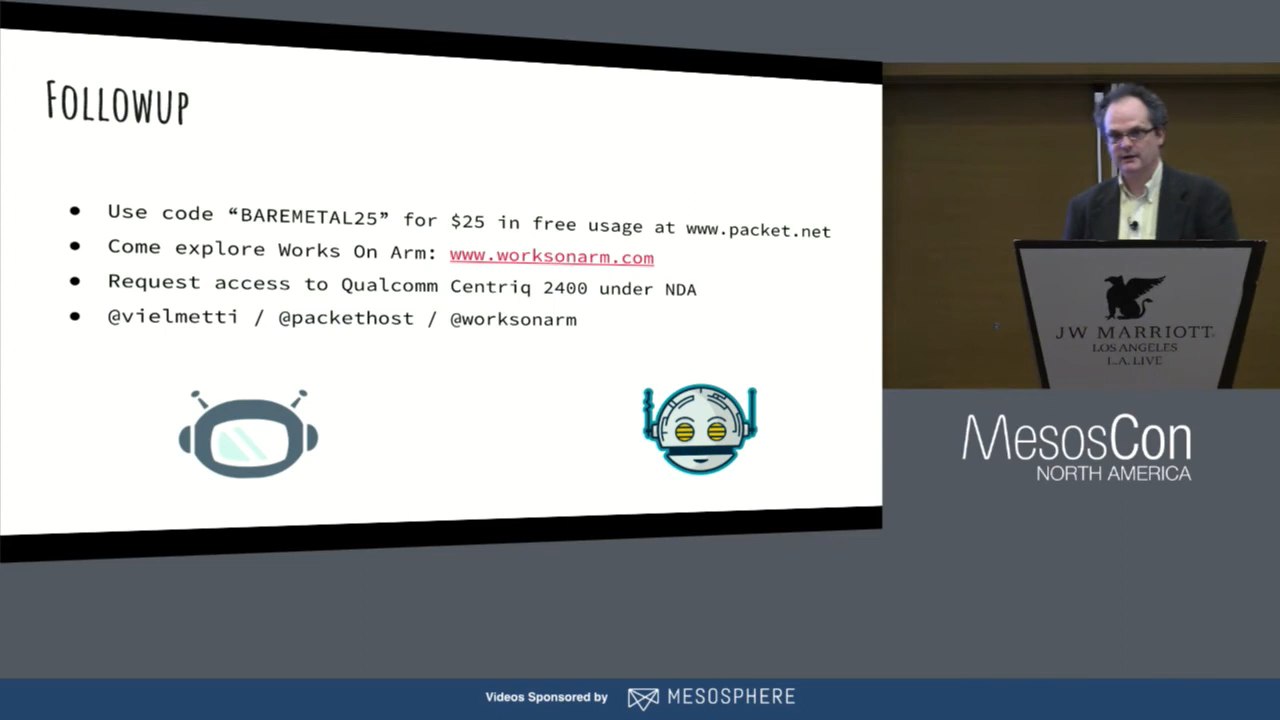 Followup
● Use code “BAREMETAL25” for $25 in free usage at www.packet.net
● Come explore Works On Arm: www.worksonarm.com
● Request access to Qualcomm Centriq 2400 under NDA
● @vielmetti / @packethost / @worksonarm
JW MARRIOTT
LOS ANGELES
L.A. LIVE
MesosCon
NORTH AMERICA
Videos Sponsored by MESOSPHERE